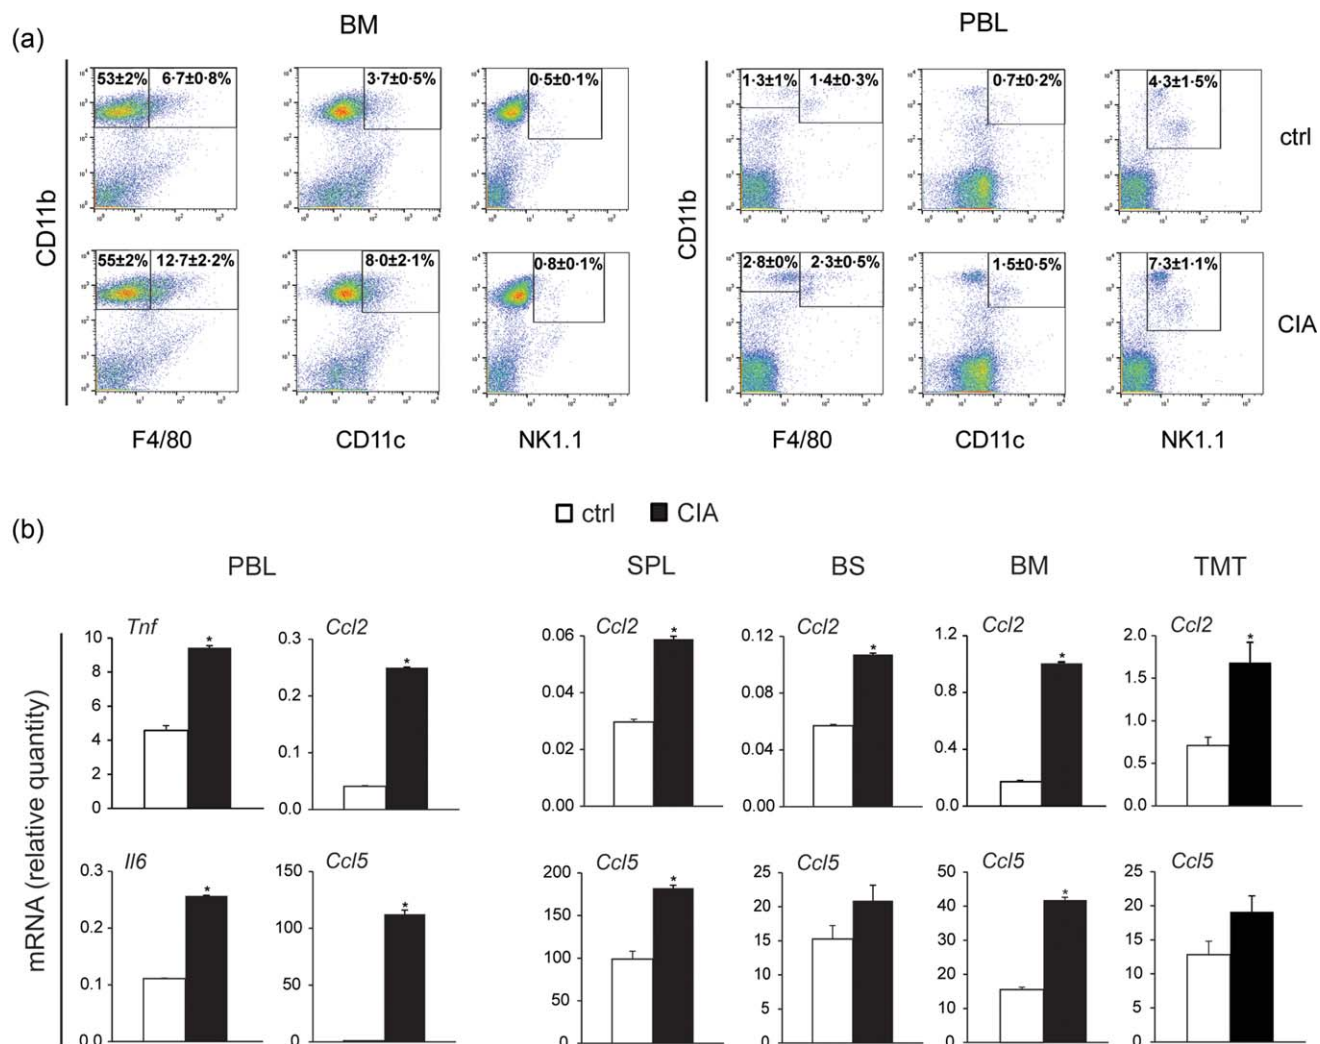 (a)
BM
PBL
CD11b
53±2% 6·7±0·8%
3·7±0·5%
0·5±0·1%
CD11b
1·3±1% 1·4±0·3%
0·7±0·2%
4·3±1·5%
ctrl
55±2% 12·7±2·2%
8·0±2·1%
0·8±0·1%
2·8±0% 2·3±0·5%
1·5±0·5%
7·3±1·1%
CIA
F4/80
CD11c
NK1.1
F4/80
CD11c
NK1.1
(b)
ctrl CIA
PBL
SPL
BS
BM
TMT
mRNA (relative quantity)
Tnf
10
8
6
4
2
0
*
Ccl2
0.3
0.2
0.1
0.0
*
Ccl2
0.06
0.04
0.02
0.00
*
Ccl2
0.12
0.08
0.04
0.00
*
Ccl2
1.2
0.8
0.4
0.0
*
Ccl2
2.0
1.5
1.0
0.5
0.0
*
Il6
0.3
0.2
0.1
0.0
*
Ccl5
150
100
50
0
*
Ccl5
200
150
100
50
0
*
Ccl5
25
20
15
10
5
0
Ccl5
50
40
30
20
10
0
*
Ccl5
25
20
15
10
5
0